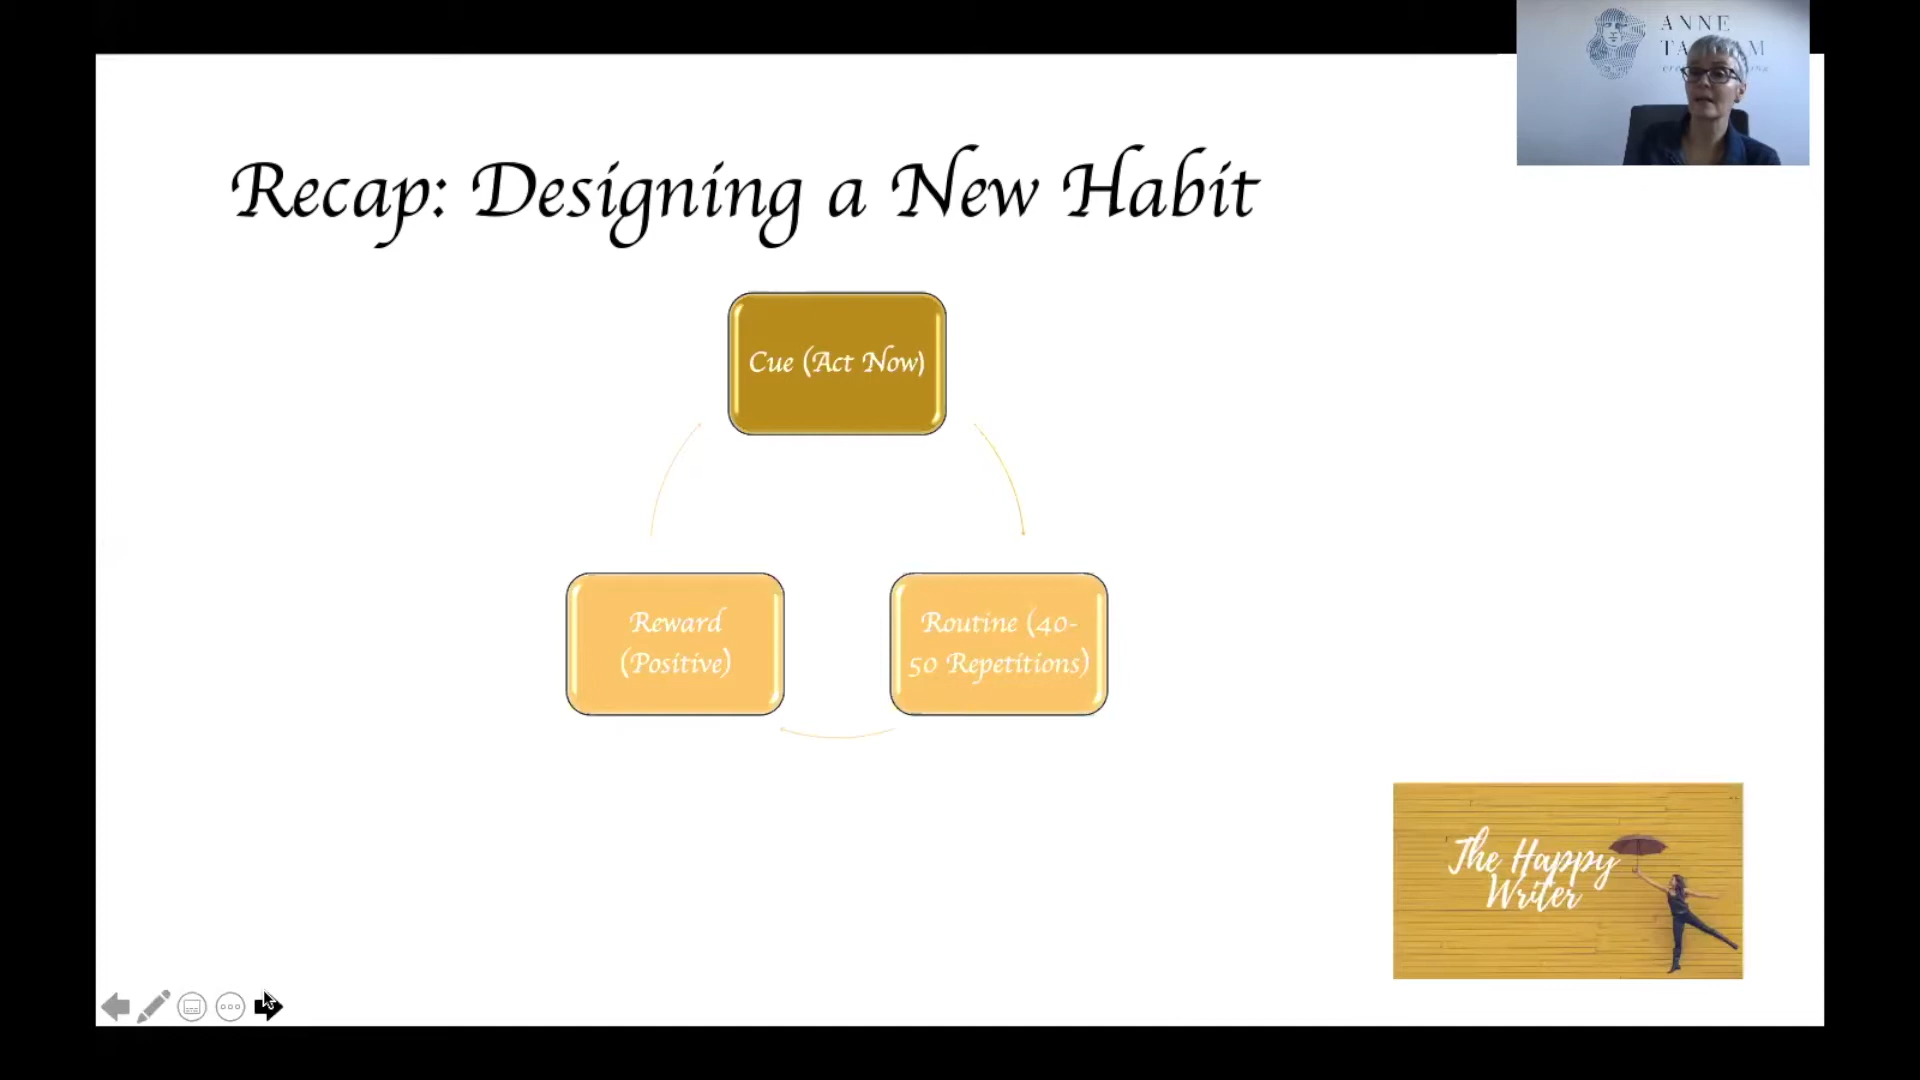 ANNE
Recap: Designing a New Habit
Cue (Act Now)
Reward
(Positive)
Routine (40-
50 Repetitions)
The Happy
Writer